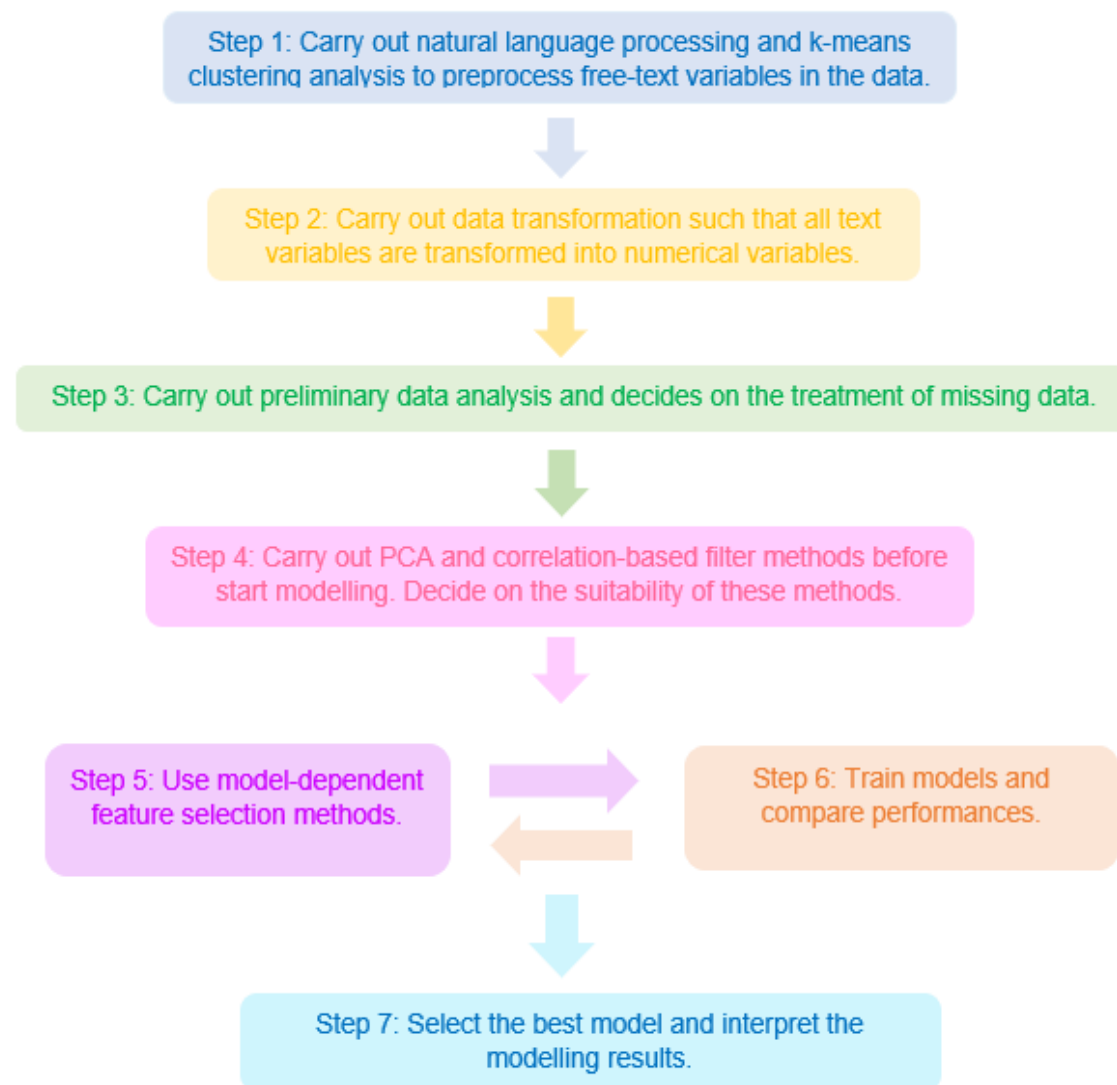 Step 1: Carry out natural language processing and k-means
clustering analysis to preprocess free-text variables in the data.
Step 2: Carry out data transformation such that all text
variables are transformed into numerical variables.
Step 3: Carry out preliminary data analysis and decides on the treatment of missing data.
Step 4: Carry out PCA and correlation-based filter methods before
start modelling. Decide on the suitability of these methods.
Step 5: Use model-dependent
feature selection methods.
Step 6: Train models and
compare performances.
Step 7: Select the best model and interpret the
modelling results.